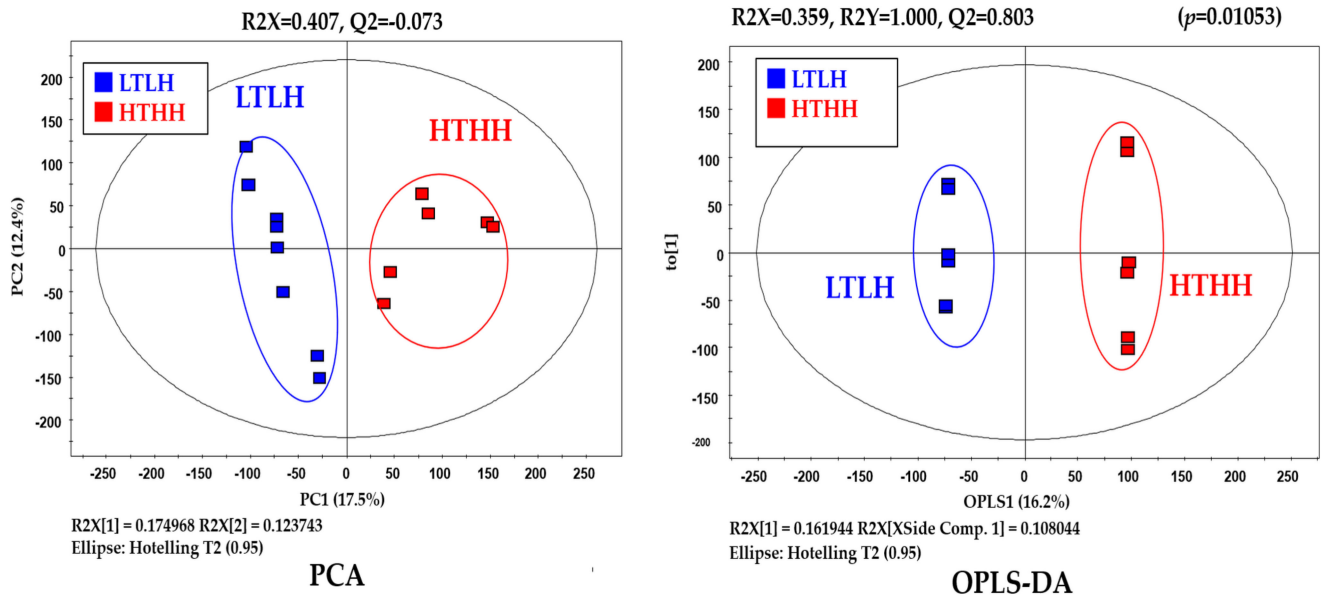 R2X=0.407, Q2=-0.073
LTLH
HTHH
LTLH
HTHH
200
150
100
50
0
-50
-100
-150
-200
PC2 (12.4%)
-250 -200 -150 -100 -50 0 50 100 150 200 250
PC1 (17.5%)
R2X[1] = 0.174968 R2X[2] = 0.123743
Ellipse: Hotelling T2 (0.95)
PCA
R2X=0.359, R2Y=1.000, Q2=0.803 (p=0.01053)
LTLH
HTHH
LTLH
HTHH
200
150
100
50
0
-50
-100
-150
-200
to[1]
-250 -200 -150 -100 -50 0 50 100 150 200 250
OPLS1 (16.2%)
R2X[1] = 0.161944 R2X[XSide Comp. 1] = 0.108044
Ellipse: Hotelling T2 (0.95)
OPLS-DA